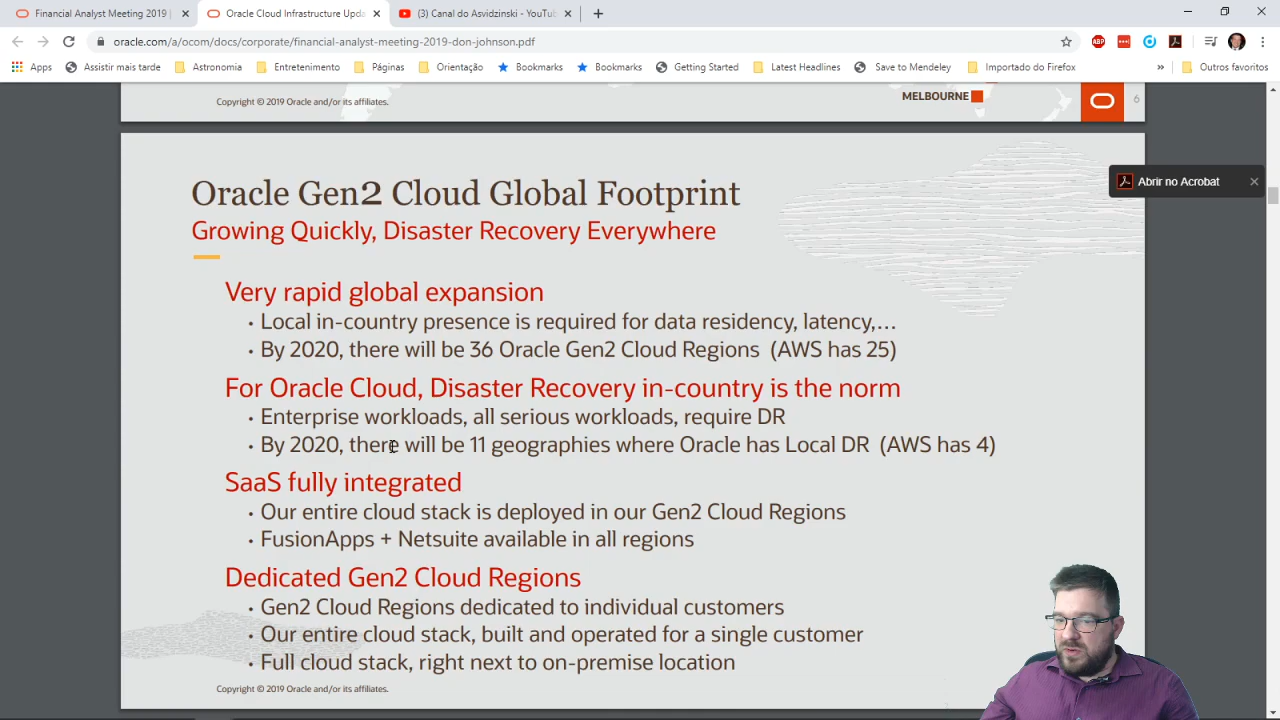 Financial Analyst Meeting 2019 |
Oracle Cloud Infrastructure Upda
(3) Canal do Asvidzinski - YouTub
oracle.com/a/ocom/docs/corporate/financial-analyst-meeting-2019-don-johnson.pdf
ABP
Apps
Assistir mais tarde
Astronomia
Entretenimento
Páginas
Orientação
Bookmarks
Bookmarks
Getting Started
Latest Headlines
Save to Mendeley
Importado do Firefox
»
Outros favoritos
Copyright © 2019 Oracle and/or its affiliates.
MELBOURNE
6
Abrir no Acrobat
Oracle Gen2 Cloud Global Footprint
Growing Quickly, Disaster Recovery Everywhere
Very rapid global expansion
• Local in-country presence is required for data residency, latency,...
• By 2020, there will be 36 Oracle Gen2 Cloud Regions (AWS has 25)
For Oracle Cloud, Disaster Recovery in-country is the norm
• Enterprise workloads, all serious workloads, require DR
• By 2020, there will be 11 geographies where Oracle has Local DR (AWS has 4)
SaaS fully integrated
• Our entire cloud stack is deployed in our Gen2 Cloud Regions
• FusionApps + Netsuite available in all regions
Dedicated Gen2 Cloud Regions
• Gen2 Cloud Regions dedicated to individual customers
• Our entire cloud stack, built and operated for a single customer
• Full cloud stack, right next to on-premise location
Copyright © 2019 Oracle and/or its affiliates.